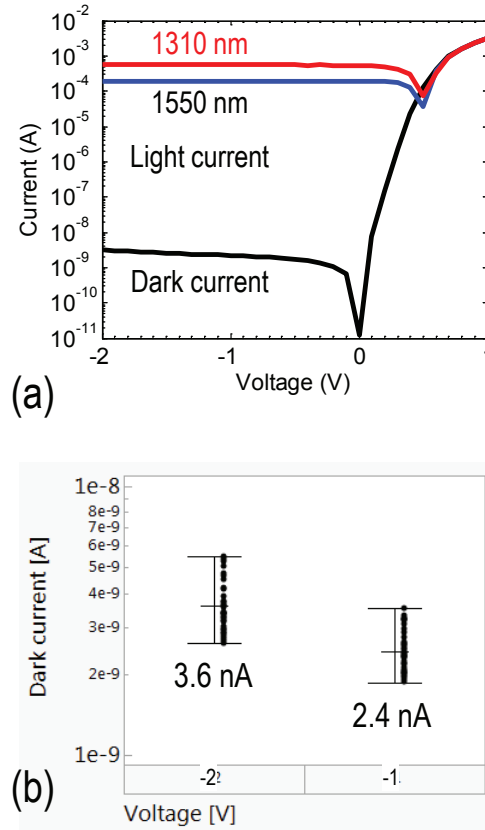 10⁻²
10⁻³
10⁻⁴
10⁻⁵
10⁻⁶
10⁻⁷
10⁻⁸
10⁻⁹
10⁻¹⁰
10⁻¹¹
Current (A)
1310 nm
1550 nm
Light current
Dark current
-2
-1
0
1
Voltage (V)
(a)
1e-8
8e-9
7e-9
6e-9
5e-9
4e-9
3e-9
2e-9
1e-9
Dark current [A]
3.6 nA
2.4 nA
-2
-1
Voltage [V]
(b)